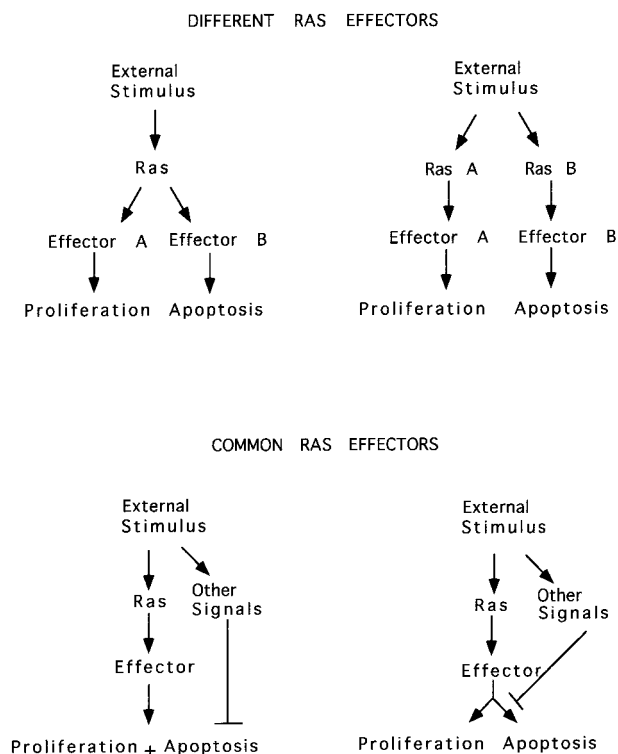 DIFFERENT RAS EFFECTORS
External
Stimulus
Ras
Effector A Effector B
Proliferation Apoptosis
External
Stimulus
Ras A Ras B
Effector A Effector B
Proliferation Apoptosis
COMMON RAS EFFECTORS
External
Stimulus
Ras
Other
Signals
Effector
Proliferation + Apoptosis
External
Stimulus
Ras
Other
Signals
Effector
Proliferation Apoptosis